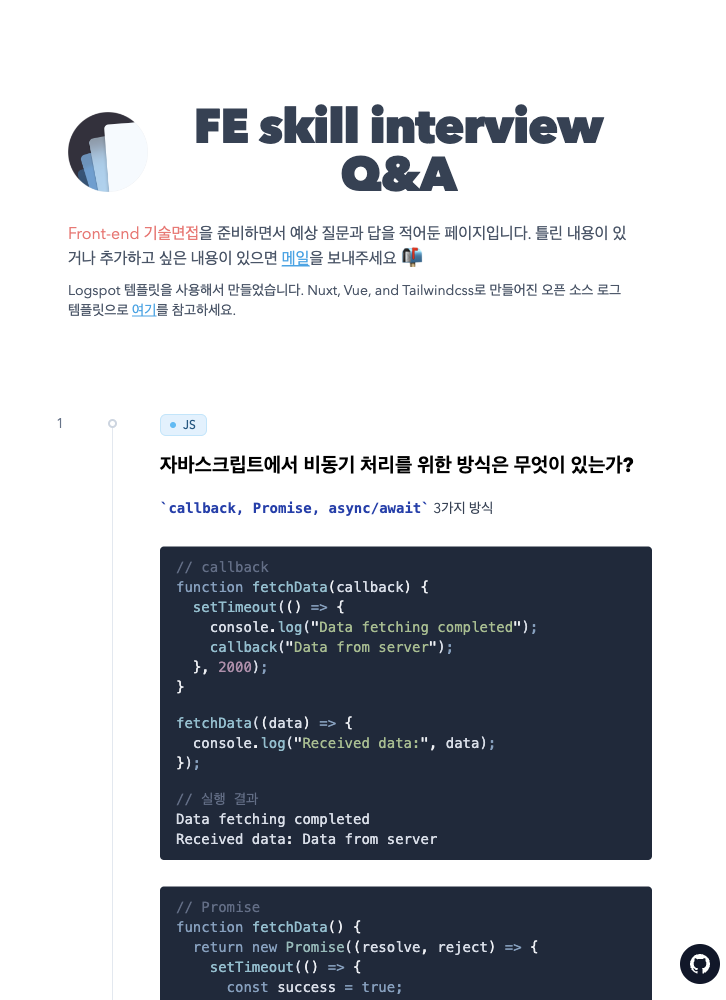 FE skill interview
Q&A
Front-end 기술면접을 준비하면서 예상 질문과 답을 적어둔 페이지입니다. 틀린 내용이 있
거나 추가하고 싶은 내용이 있으면 메일을 보내주세요 📬
Logspot 템플릿을 사용해서 만들었습니다. Nuxt, Vue, and Tailwindcss로 만들어진 오픈 소스 로그
템플릿으로 여기를 참고하세요.
1
JS
자바스크립트에서 비동기 처리를 위한 방식은 무엇이 있는가?
`callback, Promise, async/await` 3가지 방식
// callback
function fetchData(callback) {
  setTimeout(() => {
    console.log("Data fetching completed");
    callback("Data from server");
  }, 2000);
}
fetchData((data) => {
  console.log("Received data:", data);
});
// 실행 결과
Data fetching completed
Received data: Data from server
// Promise
function fetchData() {
  return new Promise((resolve, reject) => {
    setTimeout(() => {
      const success = true;